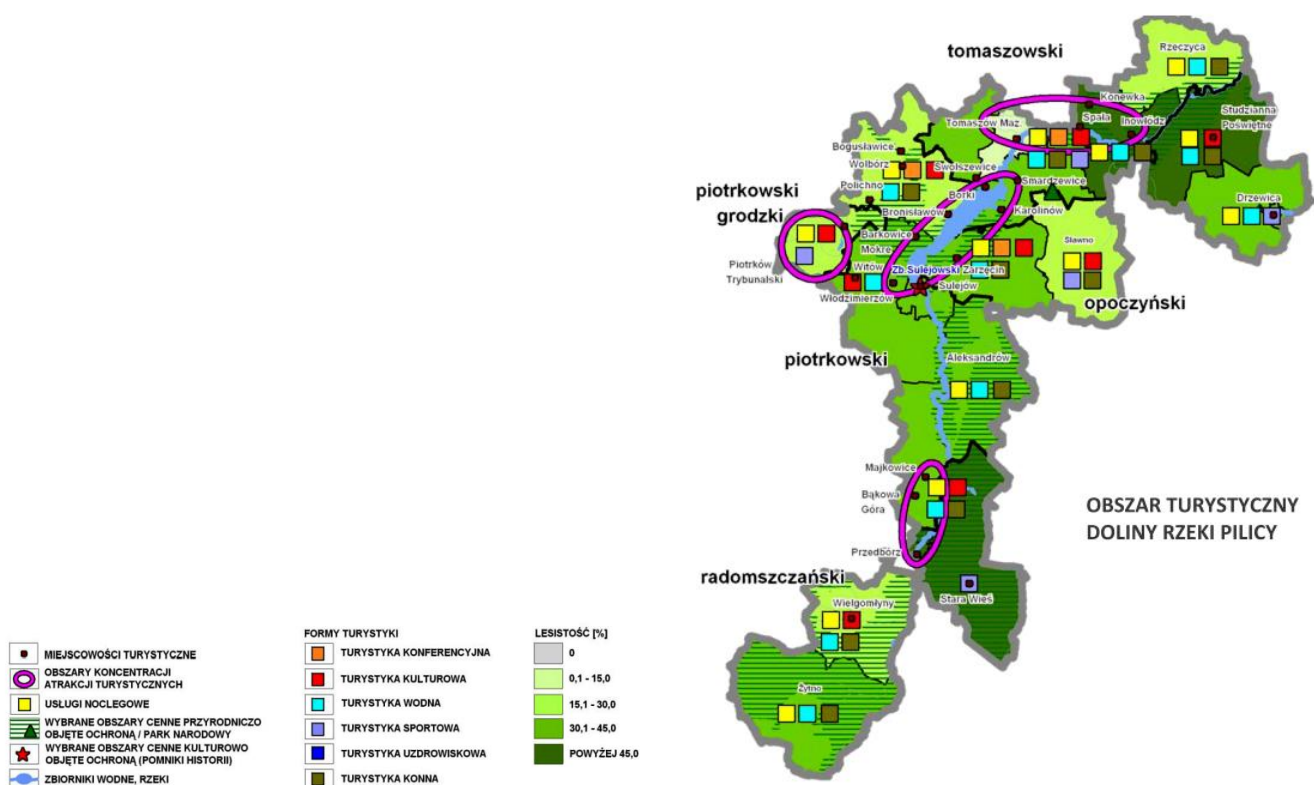 tomaszowski
Rzeczyca
Konewka
Spała
Inowłódz
Studzianna
Poświętne
Tomaszów Maz.
Bogusławice
Wolbórz
Swolszewice
Smardzewice
Polichno
Borki
Drzewica
piotrkowski
grodzki
Bronisławów
Karolinów
Barkowice
Mokre
Sławno
Piotrków
Trybunalski
Witów
Zb.Sulejowski
Zarzęcin
Włodzimierzów
Sulejów
opoczyński
piotrkowski
Aleksandrów
Majkowice
Bąkowa
Góra
Przedbórz
OBSZAR TURYSTYCZNY
DOLINY RZEKI PILICY
radomszczański
Stara Wieś
Wielgomłyny
Żytno
MIEJSCOWOŚCI TURYSTYCZNE
OBSZARY KONCENTRACJI
ATRAKCJI TURYSTYCZNYCH
USŁUGI NOCLEGOWE
WYBRANE OBSZARY CENNE PRZYRODNICZO
OBJĘTE OCHRONĄ / PARK NARODOWY
WYBRANE OBSZARY CENNE KULTUROWO
OBJĘTE OCHRONĄ (POMNIKI HISTORII)
ZBIORNIKI WODNE, RZEKI
FORMY TURYSTYKI
TURYSTYKA KONFERENCYJNA
TURYSTYKA KULTUROWA
TURYSTYKA WODNA
TURYSTYKA SPORTOWA
TURYSTYKA UZDROWISKOWA
TURYSTYKA KONNA
LESISTOŚĆ [%]
0
0,1 - 15,0
15,1 - 30,0
30,1 - 45,0
POWYŻEJ 45,0